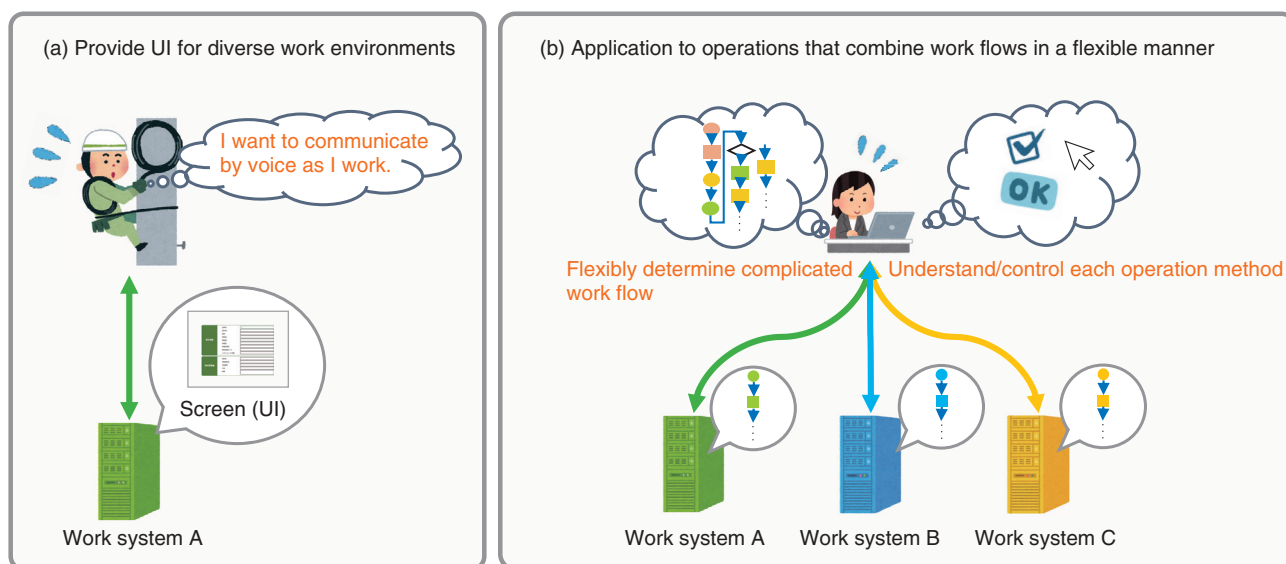 (a) Provide UI for diverse work environments
I want to communicate
by voice as I work.
Screen (UI)
Work system A
(b) Application to operations that combine work flows in a flexible manner
OK
Flexibly determine complicated
work flow
Understand/control each operation method
Work system A
Work system B
Work system C